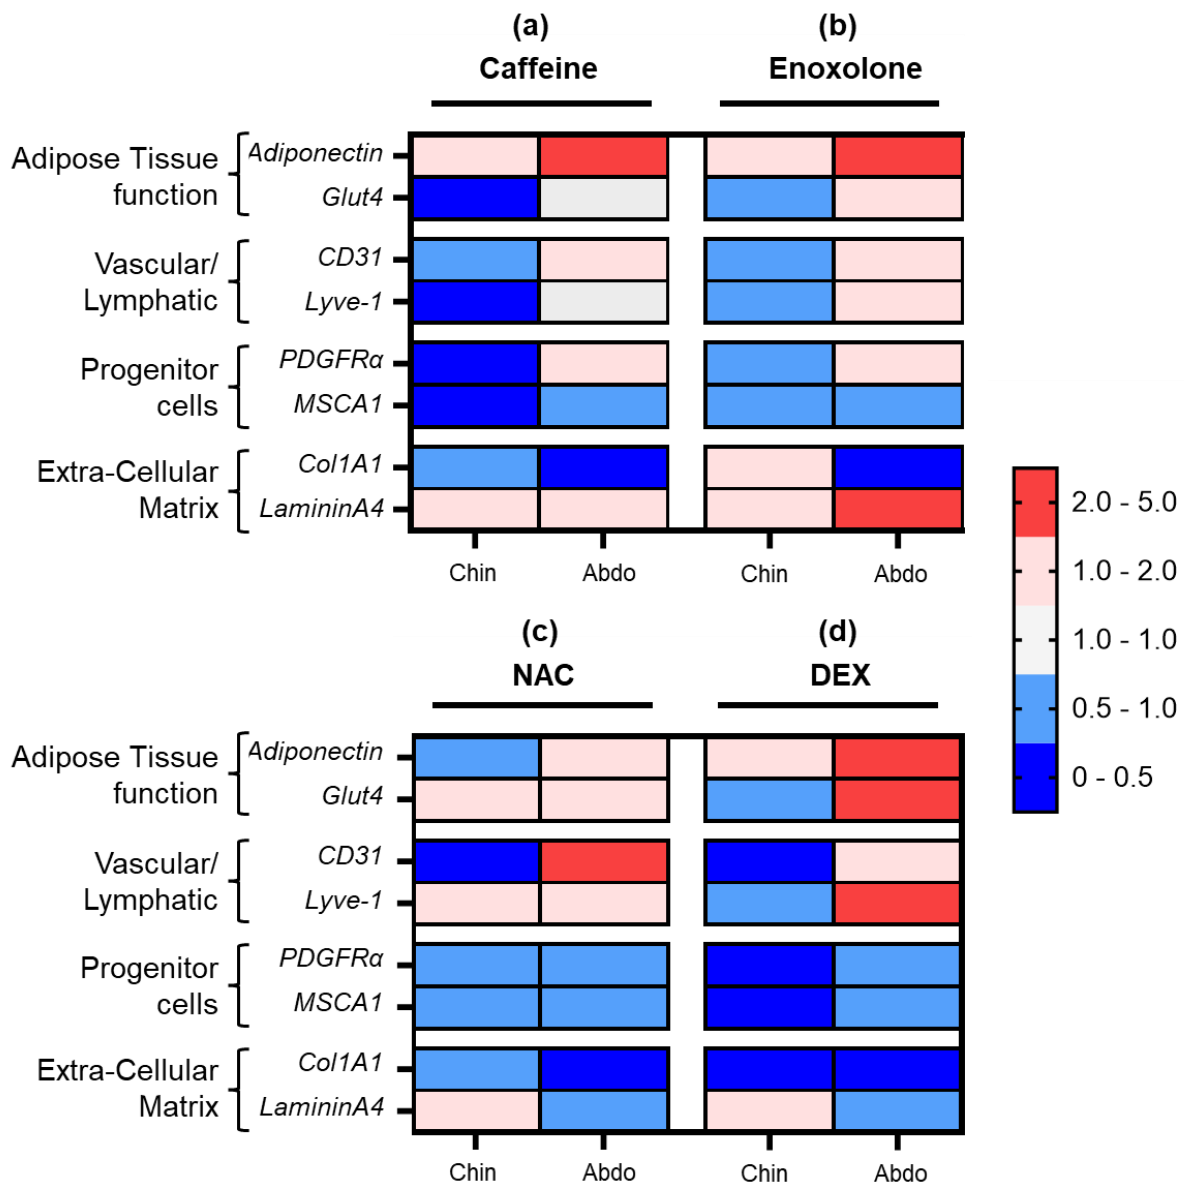 (a)
Caffeine
(b)
Enoxolone
Adipose Tissue
function
Adiponectin
Glut4
Vascular/
Lymphatic
CD31
Lyve-1
Progenitor
cells
PDGFRα
MSCA1
Extra-Cellular
Matrix
Col1A1
LamininA4
Chin
Abdo
Chin
Abdo
2.0 - 5.0
1.0 - 2.0
1.0 - 1.0
0.5 - 1.0
0 - 0.5
(c)
NAC
(d)
DEX
Adipose Tissue
function
Adiponectin
Glut4
Vascular/
Lymphatic
CD31
Lyve-1
Progenitor
cells
PDGFRα
MSCA1
Extra-Cellular
Matrix
Col1A1
LamininA4
Chin
Abdo
Chin
Abdo